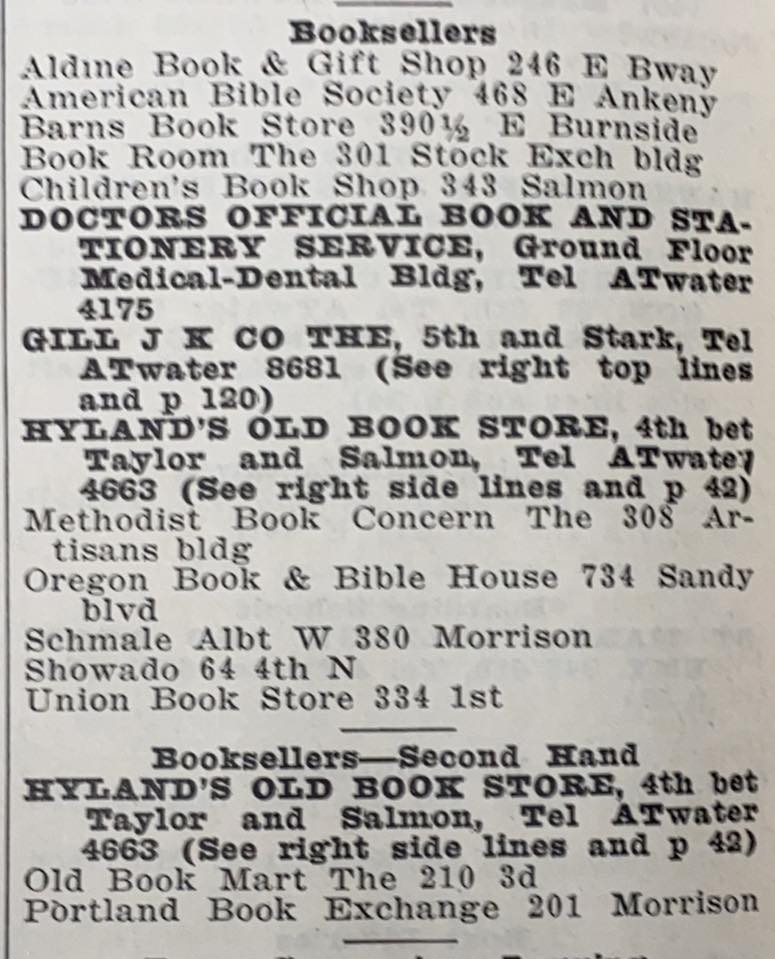 Booksellers
Aldine Book & Gift Shop 246 E Bway
American Bible Society 468 E Ankeny
Barns Book Store 390½ E Burnside
Book Room The 301 Stock Exch bldg
Children's Book Shop 343 Salmon
DOCTORS OFFICIAL BOOK AND STA-
TIONERY SERVICE, Ground Floor
Medical-Dental Bldg, Tel ATwater
4175
GILL J K CO THE, 5th and Stark, Tel
ATwater 8681 (See right top lines
and p 120)
HYLAND'S OLD BOOK STORE, 4th bet
Taylor and Salmon, Tel ATwater
4663 (See right side lines and p 42)
Methodist Book Concern The 308 Ar-
tisans bldg
Oregon Book & Bible House 734 Sandy
blvd
Schmale Albt W 380 Morrison
Showado 64 4th N
Union Book Store 334 1st
Booksellers—Second Hand
HYLAND'S OLD BOOK STORE, 4th bet
Taylor and Salmon, Tel ATwater
4663 (See right side lines and p 42)
Old Book Mart The 210 3d
Portland Book Exchange 201 Morrison